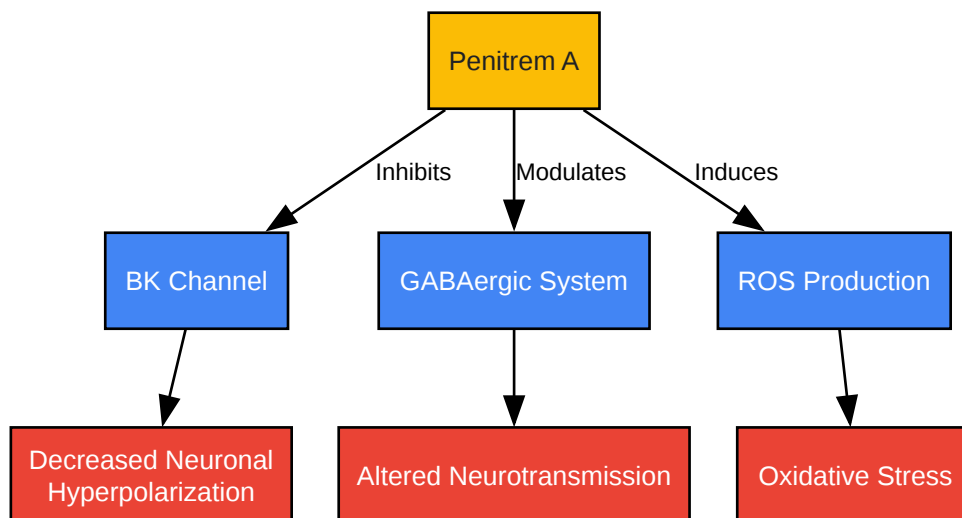 Penitrem A
Inhibits
Modulates
Induces
BK Channel
GABAergic System
ROS Production
Decreased Neuronal
Hyperpolarization
Altered Neurotransmission
Oxidative Stress